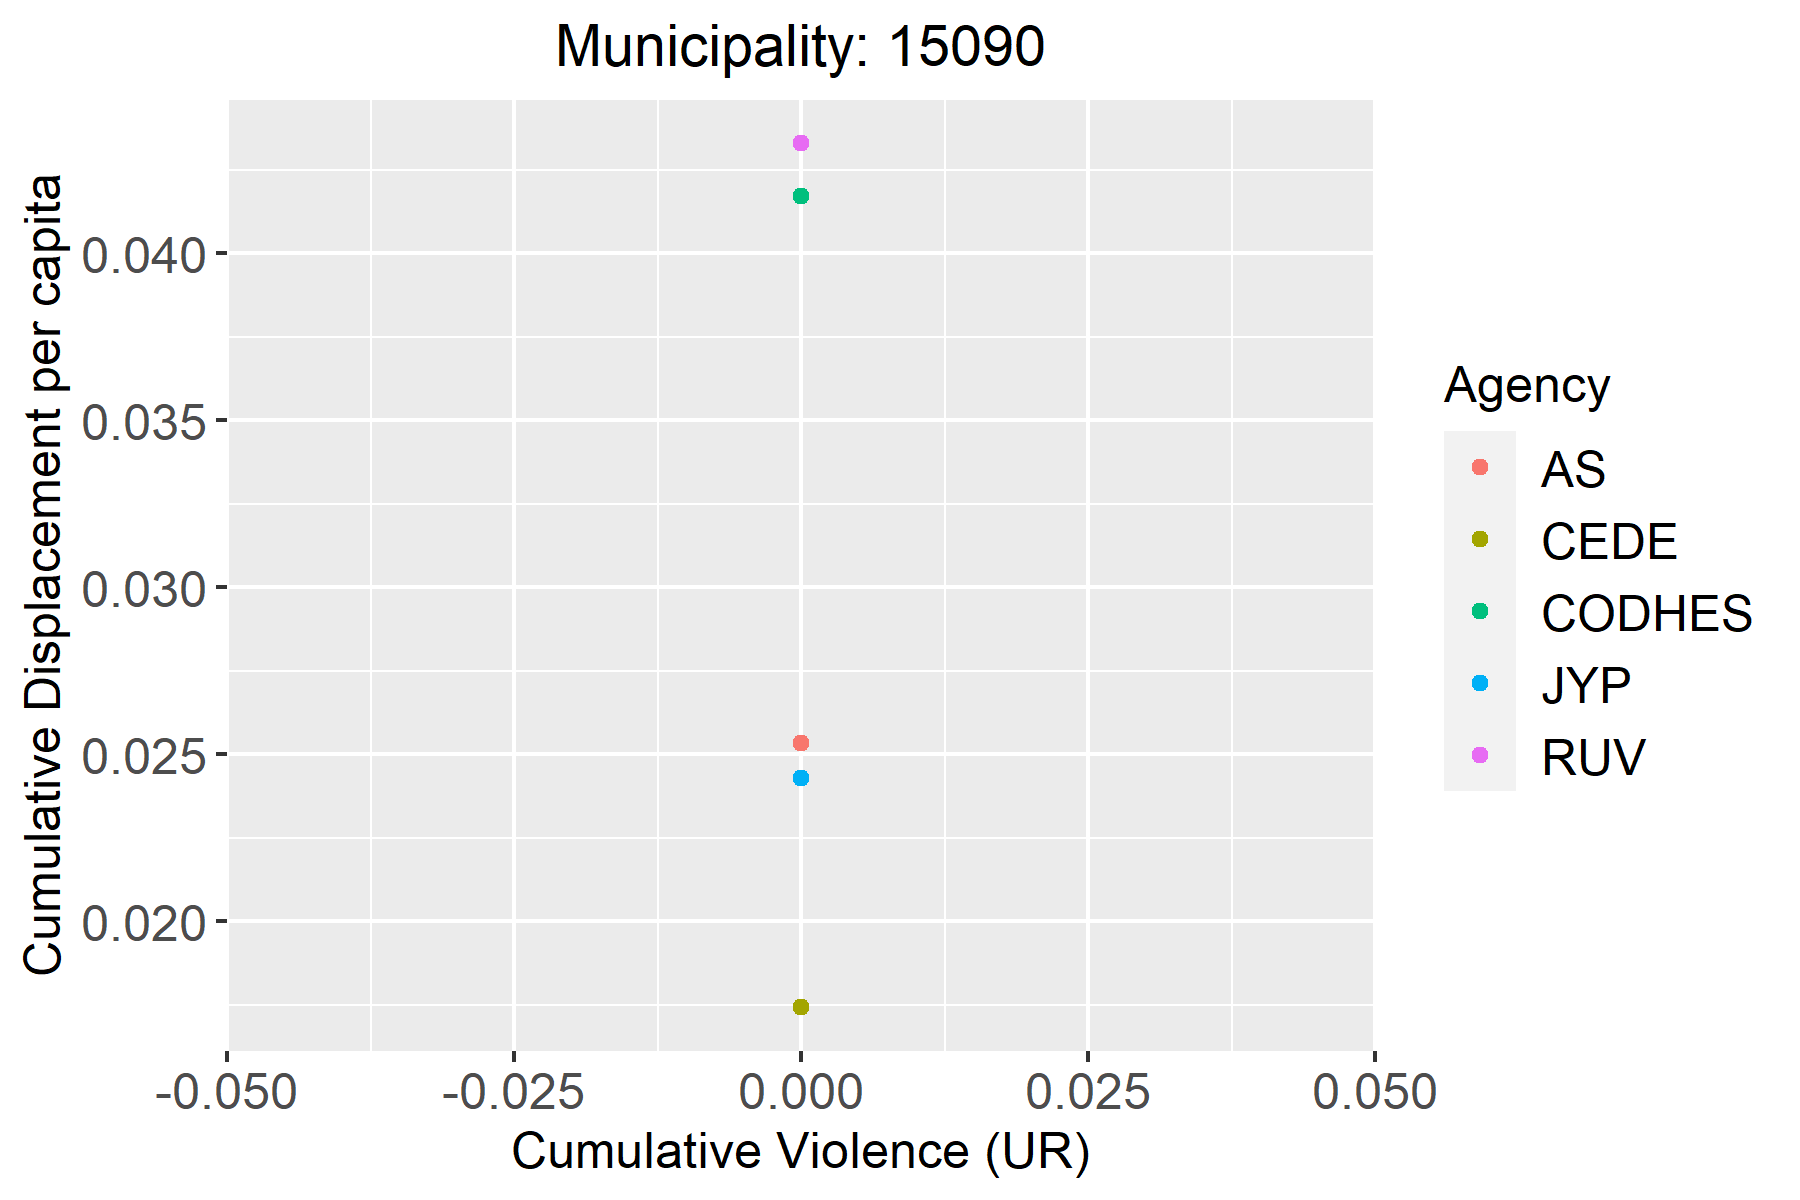 Municipality: 15090
Cumulative Displacement per capita
0.040
0.035
0.030
0.025
0.020
-0.050
-0.025
0.000
0.025
0.050
Cumulative Violence (UR)
Agency
AS
CEDE
CODHES
JYP
RUV